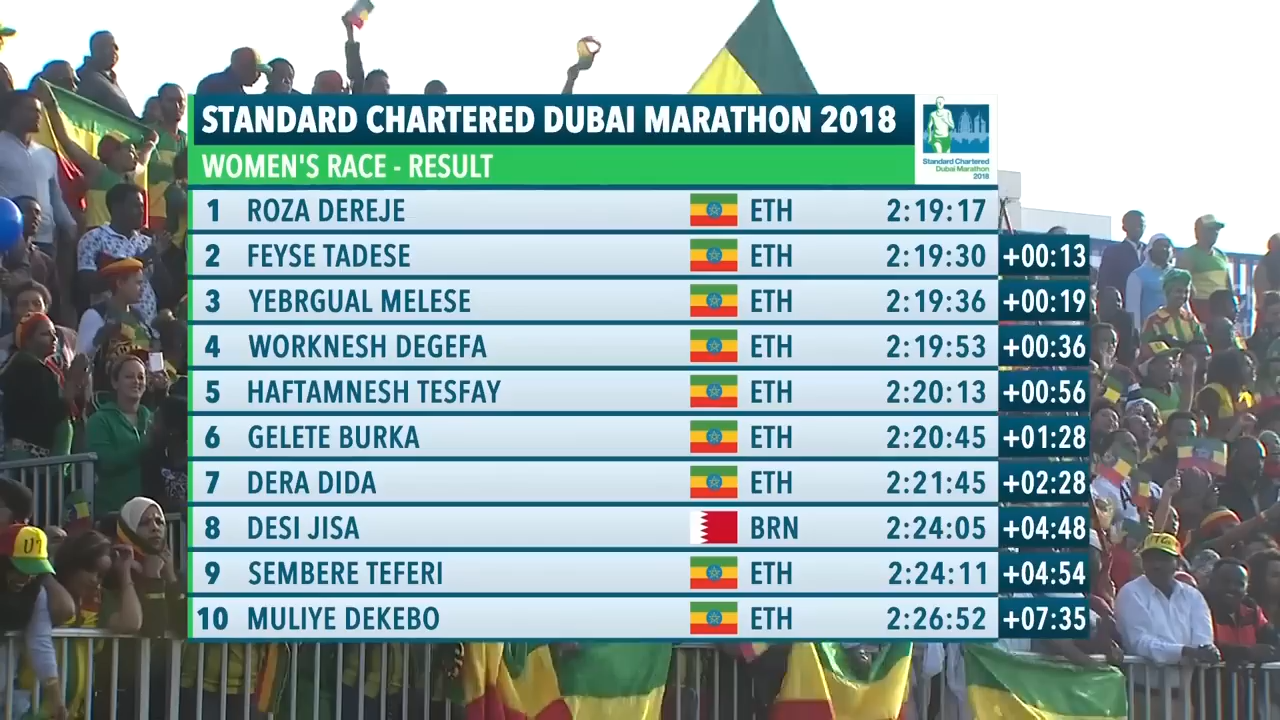 STANDARD CHARTERED DUBAI MARATHON 2018
Standard Chartered
Dubai Marathon
2018
WOMEN'S RACE - RESULT
1 ROZA DEREJE ETH 2:19:17
2 FEYSE TADESE ETH 2:19:30 +00:13
3 YEBRGUAL MELESE ETH 2:19:36 +00:19
4 WORKNESH DEGEFA ETH 2:19:53 +00:36
5 HAFTAMNESH TESFAY ETH 2:20:13 +00:56
6 GELETE BURKA ETH 2:20:45 +01:28
7 DERA DIDA ETH 2:21:45 +02:28
8 DESI JISA BRN 2:24:05 +04:48
9 SEMBERE TEFERI ETH 2:24:11 +04:54
10 MULIYE DEKEBO ETH 2:26:52 +07:35